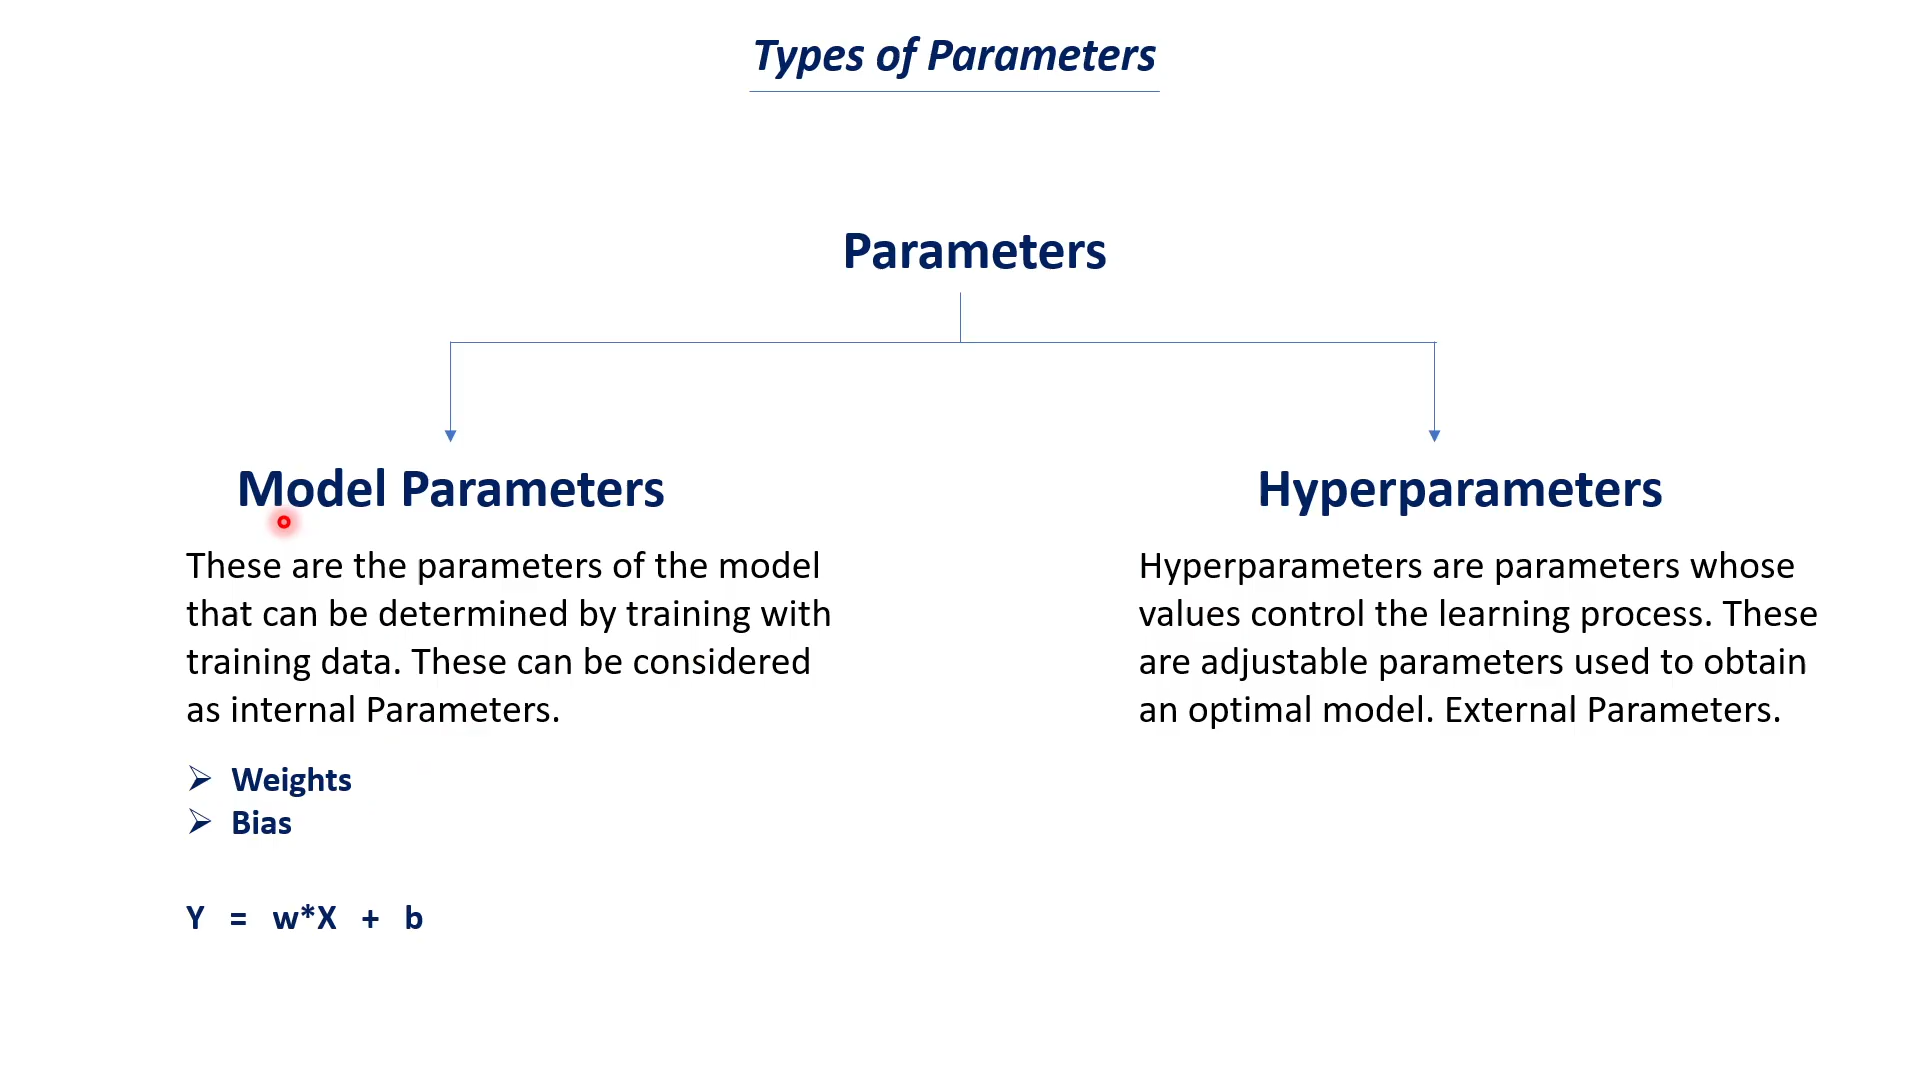 Types of Parameters
Parameters
Model Parameters
These are the parameters of the model
that can be determined by training with
training data. These can be considered
as internal Parameters.
Weights
Bias
Y = w*X + b
Hyperparameters
Hyperparameters are parameters whose
values control the learning process. These
are adjustable parameters used to obtain
an optimal model. External Parameters.